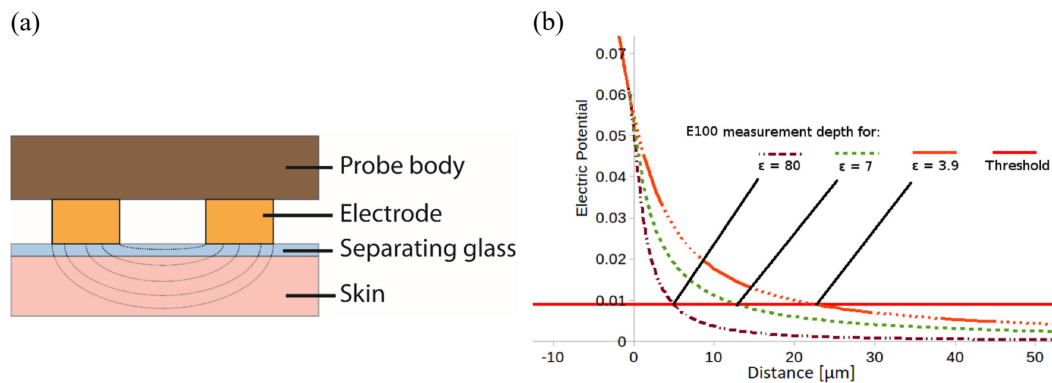 (a)
Probe body
Electrode
Separating glass
Skin
(b)
0.07
0.06
0.05
0.04
0.03
0.02
0.01
0
Electric Potential
E100 measurement depth for:
ε = 80 ε = 7 ε = 3.9 Threshold
-10 0 10 20 30 40 50
Distance [µm]